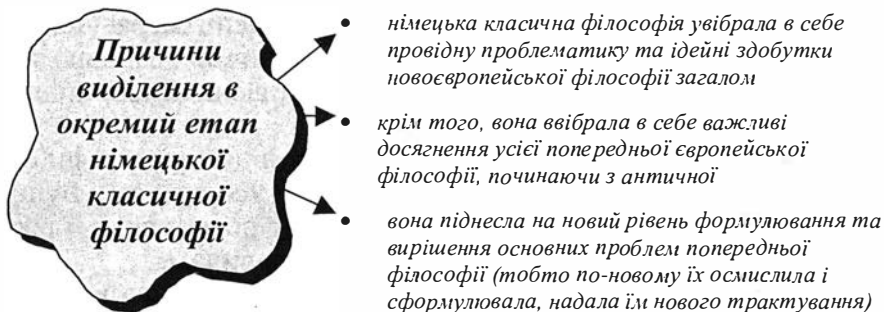 Причини
виділення в
окремий етап
німецької
класичної
філософії
• німецька класична філософія увібрала в себе
провідну проблематику та ідейні здобутки
новоєвропейської філософії загалом
• крім того, вона ввібрала в себе важливі
досягнення усієї попередньої європейської
філософії, починаючи з античної
• вона піднесла на новий рівень формулювання та
вирішення основних проблем попередньої
філософії (тобто по-новому їх осмислила і
сформулювала, надала їм нового трактування)